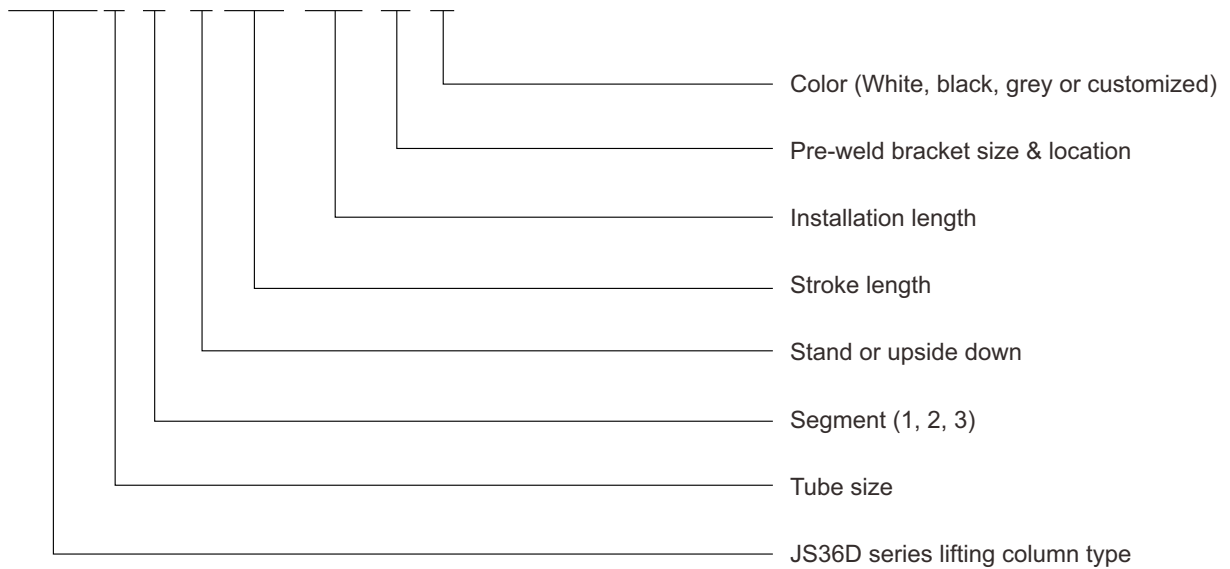 Color (White, black, grey or customized)
Pre-weld bracket size & location
Installation length
Stroke length
Stand or upside down
Segment (1, 2, 3)
Tube size
JS36D series lifting column type